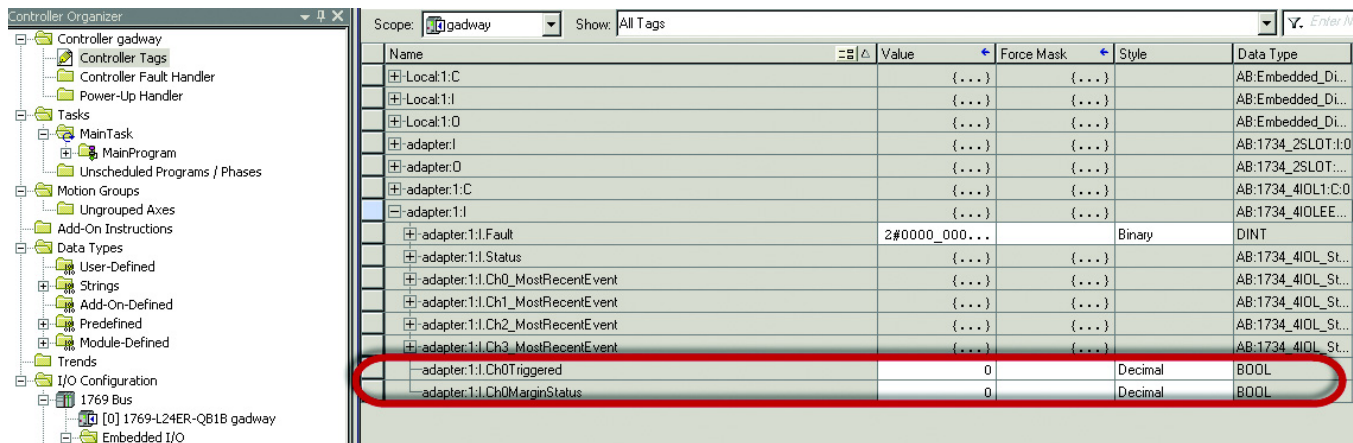 Controller Organizer
Controller gadway
Controller Tags
Controller Fault Handler
Power-Up Handler
Tasks
MainTask
MainProgram
Unscheduled Programs / Phases
Motion Groups
Ungrouped Axes
Add-On Instructions
Data Types
User-Defined
Strings
Add-On-Defined
Predefined
Module-Defined
Trends
I/O Configuration
1769 Bus
[0] 1769-L24ER-QB1B gadway
Embedded I/O
Scope: gadway Show: All Tags Enter N
Name Value Force Mask Style Data Type
Local:1:C {...} {...} AB:Embedded_Di...
Local:1:I {...} {...} AB:Embedded_Di...
Local:1:O {...} {...} AB:Embedded_Di...
adapter:I {...} {...} AB:1734_2SLOT:I:0
adapter:O {...} {...} AB:1734_2SLOT:...
adapter:1:C {...} {...} AB:1734_4IOL1:C:0
adapter:1:I {...} {...} AB:1734_4IOLEE...
adapter:1:I.Fault 2#0000_000... Binary DINT
adapter:1:I.Status {...} {...} AB:1734_4IOL_St...
adapter:1:I.Ch0_MostRecentEvent {...} {...} AB:1734_4IOL_St...
adapter:1:I.Ch1_MostRecentEvent {...} {...} AB:1734_4IOL_St...
adapter:1:I.Ch2_MostRecentEvent {...} {...} AB:1734_4IOL_St...
adapter:1:I.Ch3_MostRecentEvent {...} {...} AB:1734_4IOL_St...
adapter:1:I.Ch0Triggered 0 Decimal BOOL
adapter:1:I.Ch0MarginStatus 0 Decimal BOOL